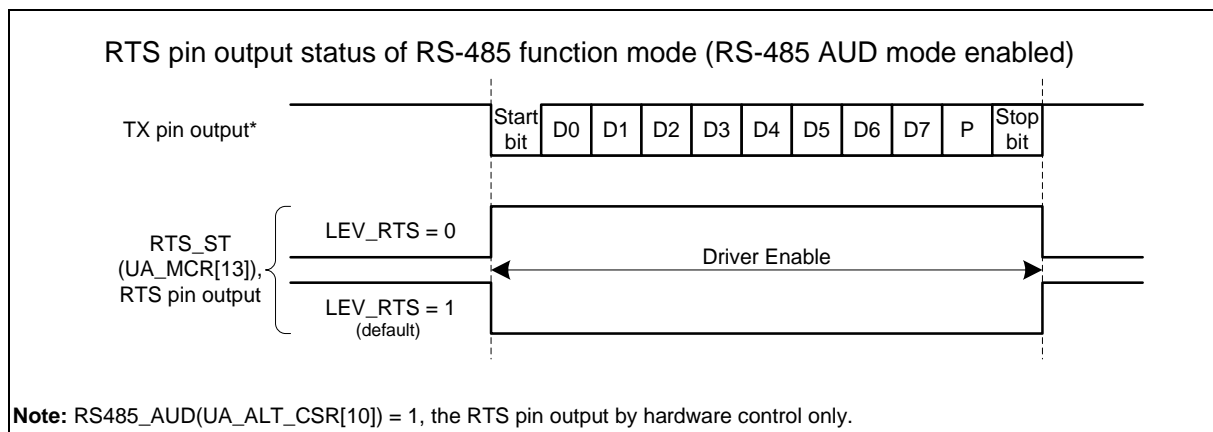 RTS pin output status of RS-485 function mode (RS-485 AUD mode enabled)
TX pin output*
Start bit
D0
D1
D2
D3
D4
D5
D6
D7
P
Stop bit
RTS_ST
(UA_MCR[13]),
RTS pin output
LEV_RTS = 0
Driver Enable
LEV_RTS = 1
(default)
Note: RS485_AUD(UA_ALT_CSR[10]) = 1, the RTS pin output by hardware control only.